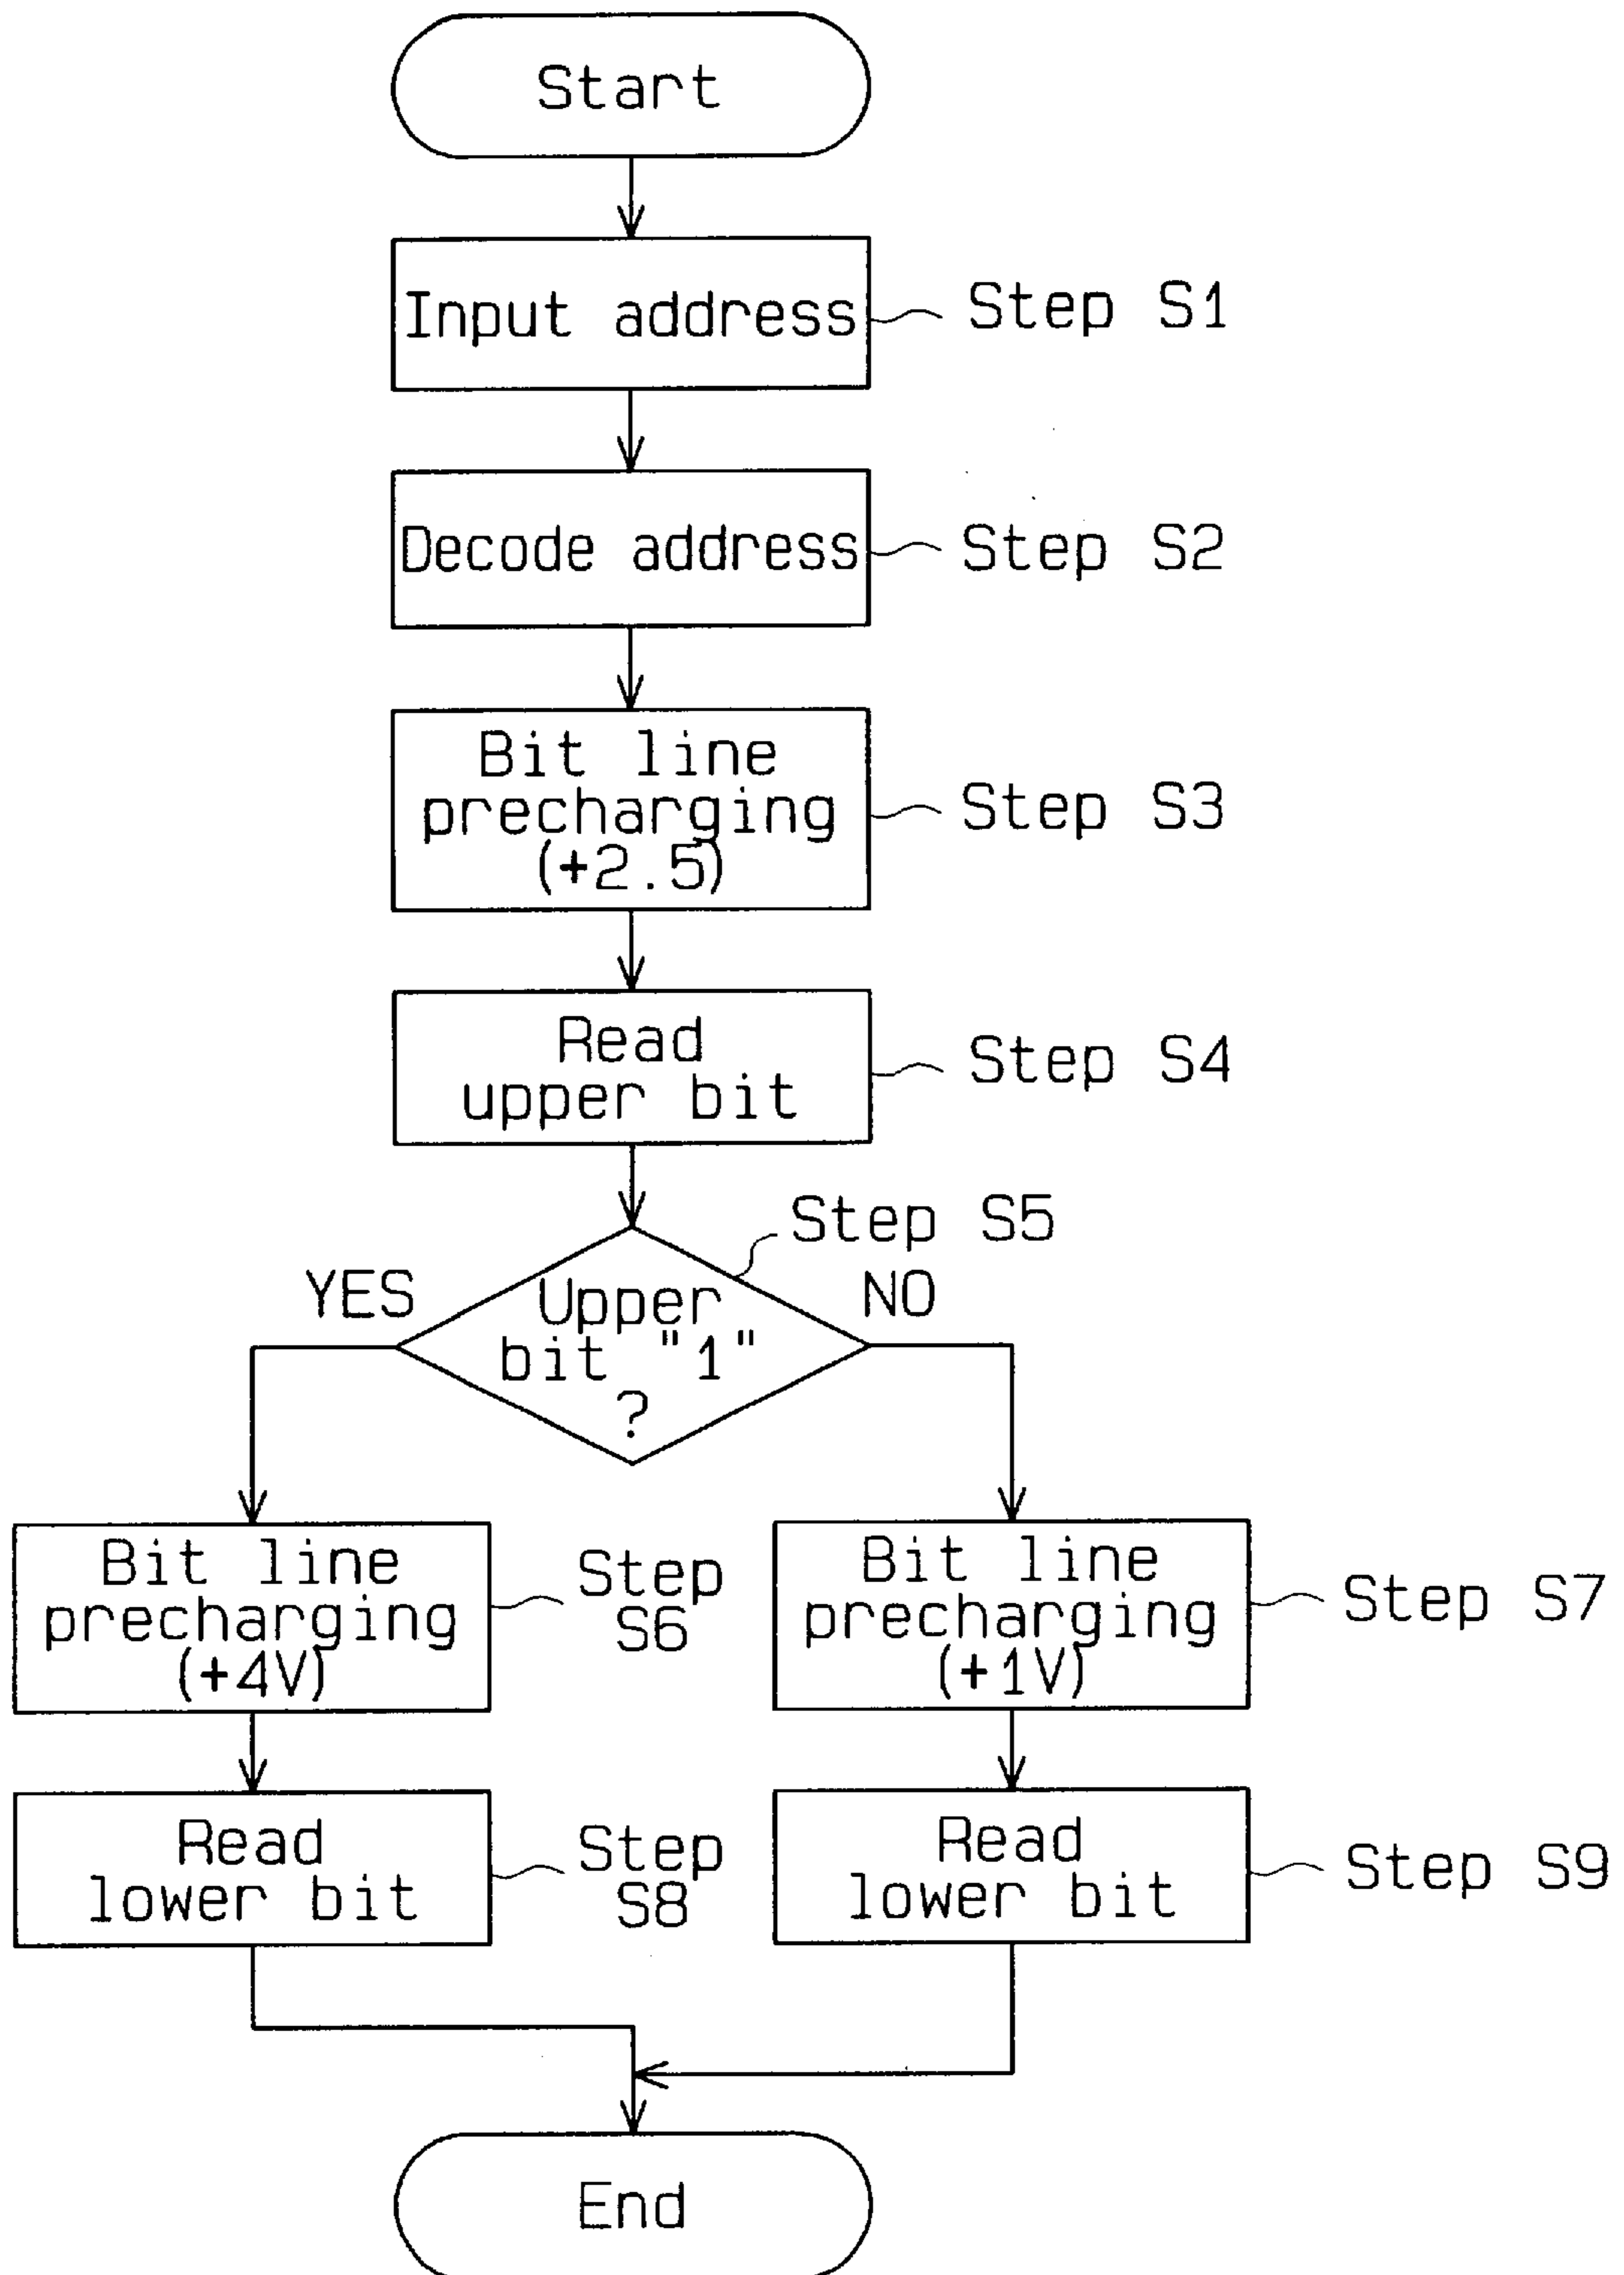 Start
Input address
Step S1
Decode address
Step S2
Bit line
precharging
(+2.5)
Step S3
Read
upper bit
Step S4
Step S5
YES
Upper
bit "1"
?
NO
Bit line
precharging
(+4V)
Step
S6
Bit line
precharging
(+1V)
Step S7
Read
lower bit
Step
S8
Read
lower bit
Step S9
End